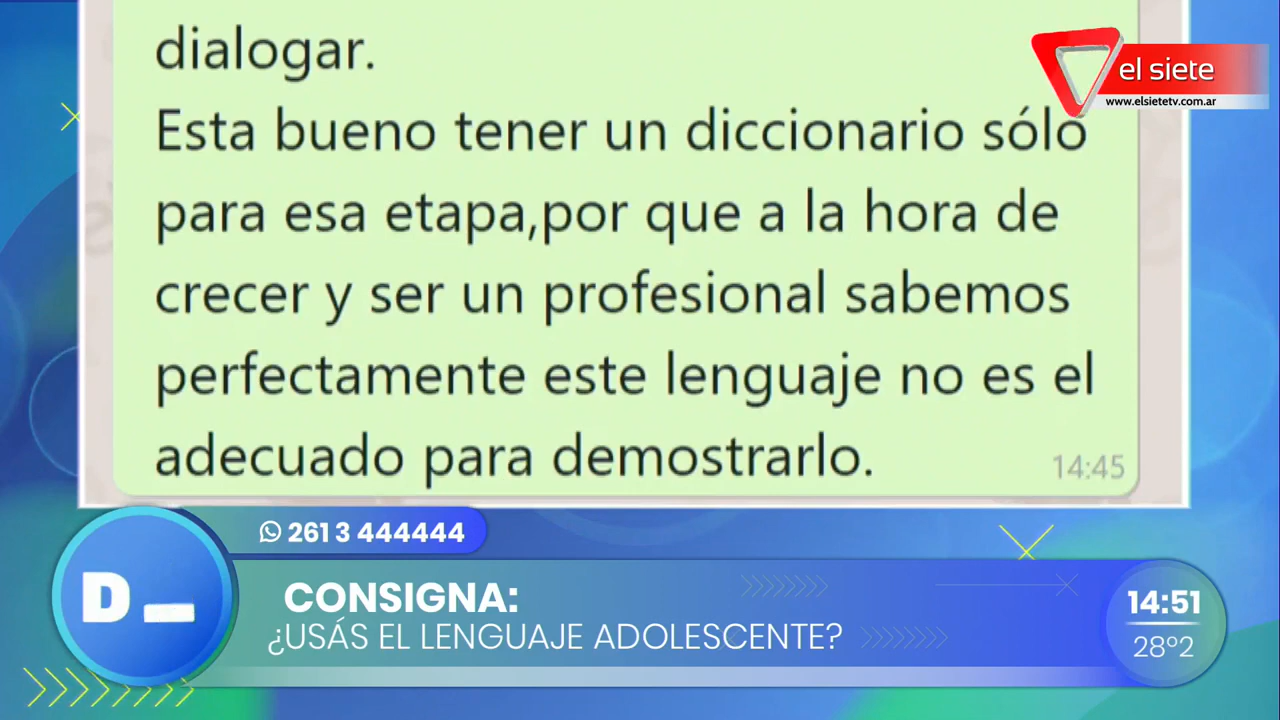 dialogar.
Esta bueno tener un diccionario sólo
para esa etapa,por que a la hora de
crecer y ser un profesional sabemos
perfectamente este lenguaje no es el
adecuado para demostrarlo.
14:45
el siete
www.elsietetv.com.ar
261 3 444444
D_
CONSIGNA:
¿USÁS EL LENGUAJE ADOLESCENTE?
14:51
28º2